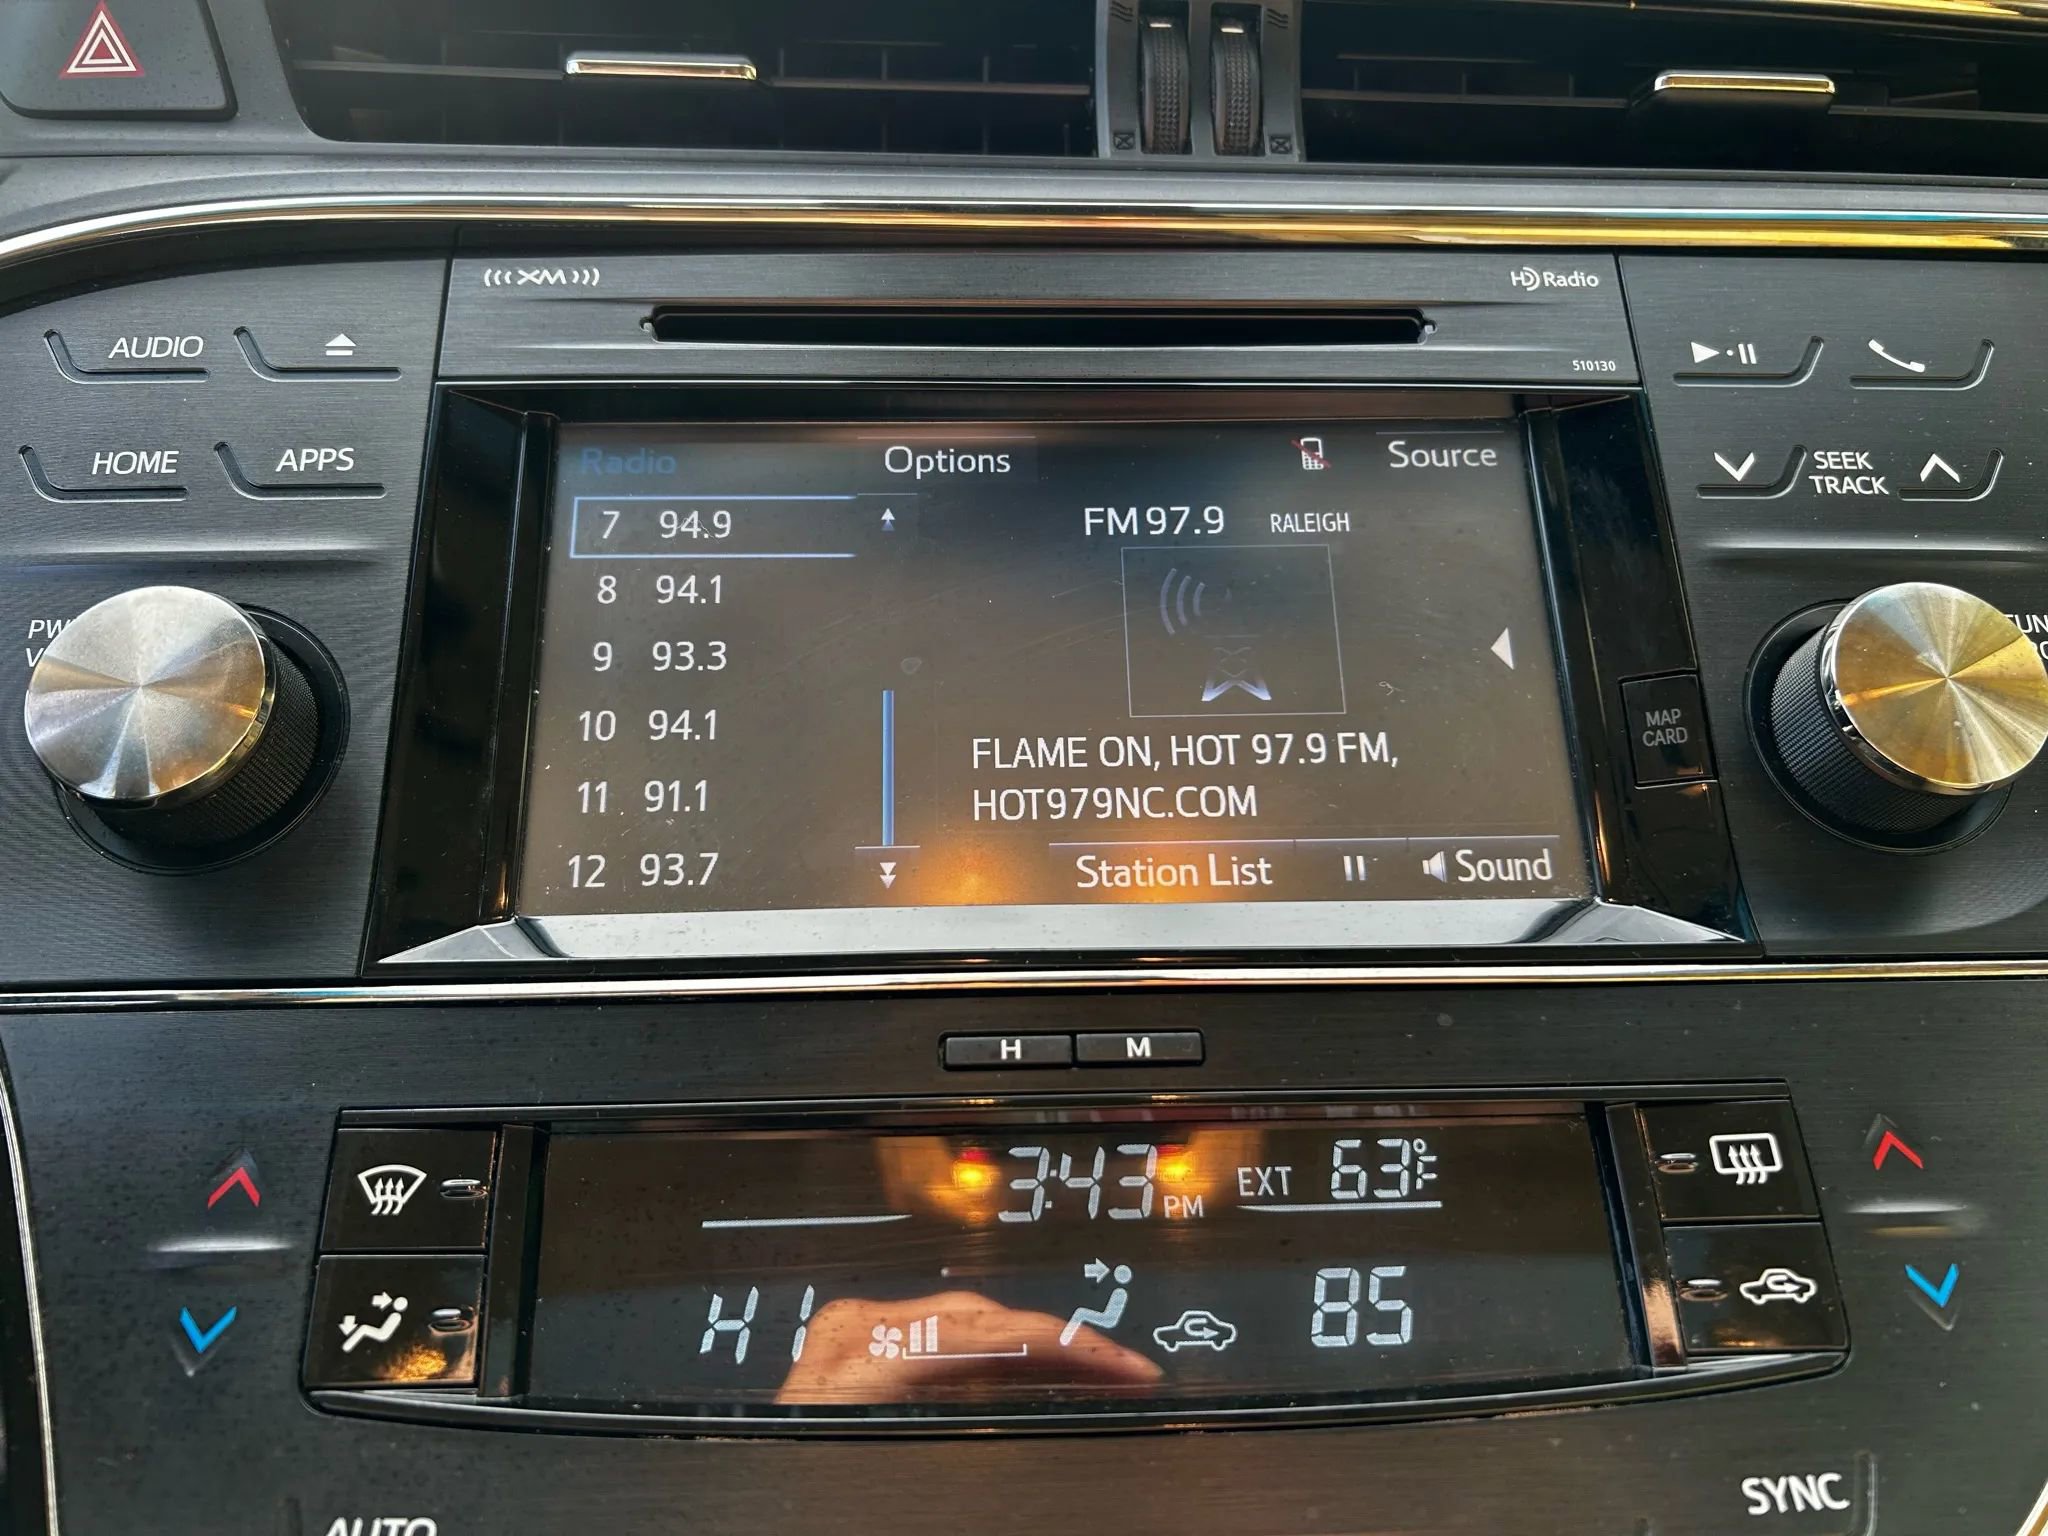 XM
HD Radio
510130
AUDIO
HOME
APPS
SEEK
TRACK
Radio
Options
Source
7 94.9
8 94.1
9 93.3
10 94.1
11 91.1
12 93.7
FM 97.9 RALEIGH
FLAME ON, HOT 97.9 FM,
HOT979NC.COM
Station List
Sound
MAP
CARD
H M
3:43 PM EXT 63°F
HI 85
SYNC
AUTO